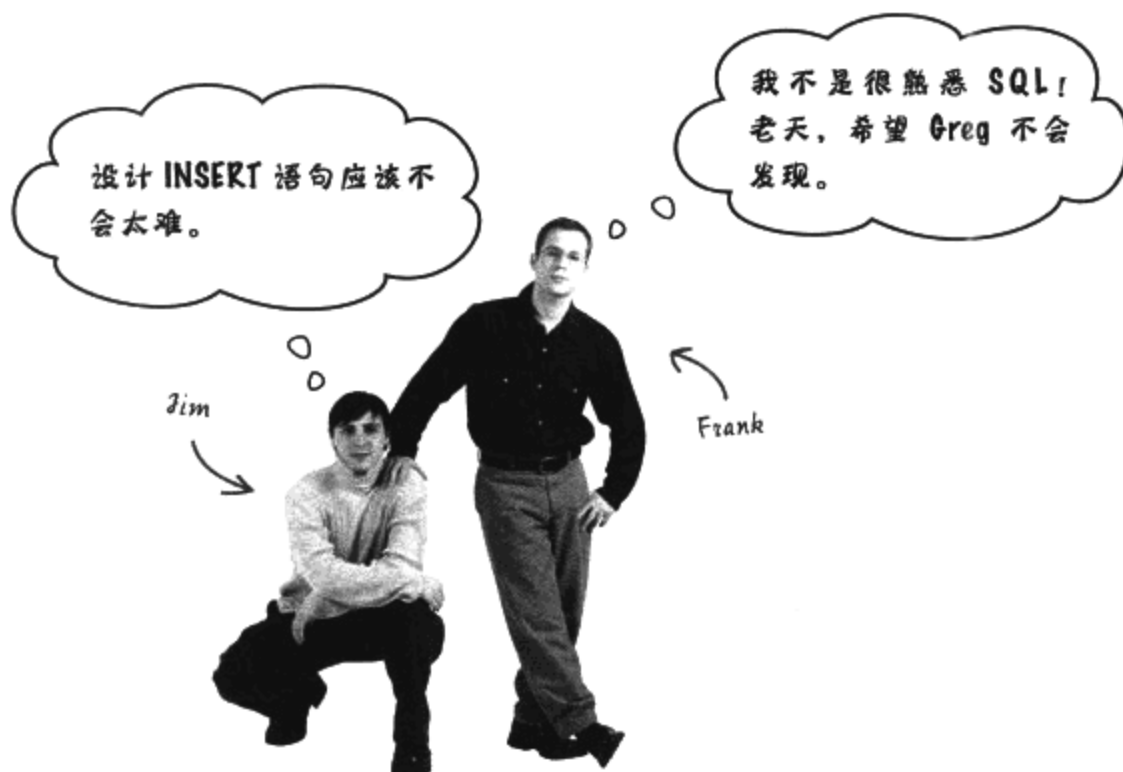 设计 INSERT 语句应该不
会太难。
我不是很熟悉 SQL！
老天，希望 Greg 不会
发现。
Jim
Frank